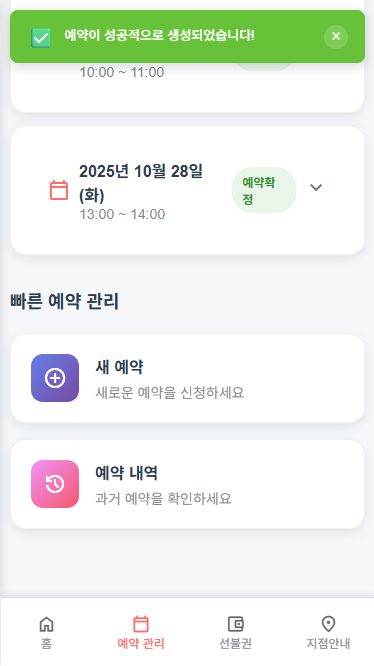 예약이 성공적으로 생성되었습니다!
10:00 ~ 11:00
2025년 10월 28일
(화)
13:00 ~ 14:00
예약확
정
빠른 예약 관리
새 예약
새로운 예약을 신청하세요
예약 내역
과거 예약을 확인하세요
홈
예약 관리
선불권
지점안내